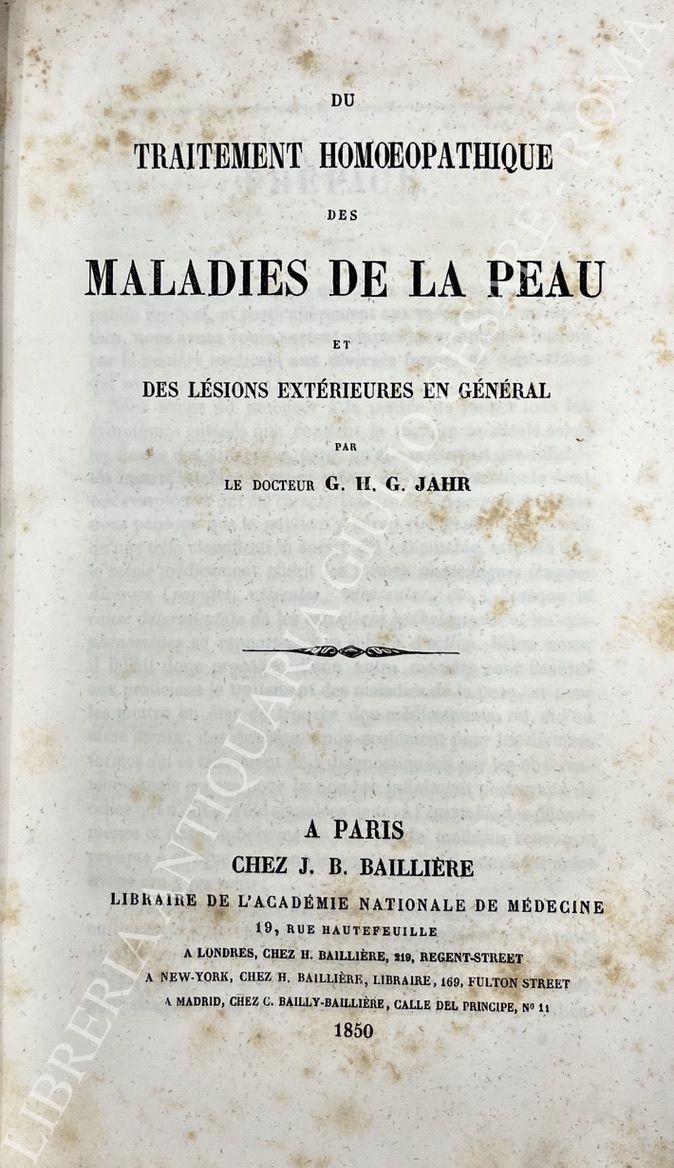 DU
TRAITEMENT HOMŒOPATHIQUE
DES
MALADIES DE LA PEAU
ET
DES LÉSIONS EXTÉRIEURES EN GÉNÉRAL
PAR
LE DOCTEUR G. H. G. JAHR
A PARIS
CHEZ J. B. BAILLIÈRE
LIBRAIRE DE L'ACADÉMIE NATIONALE DE MÉDECINE
19, RUE HAUTEFEUILLE
A LONDRES, CHEZ H. BAILLIÈRE, 219, REGENT-STREET
A NEW-YORK, CHEZ H. BAILLIÈRE, LIBRAIRE, 169, FULTON STREET
A MADRID, CHEZ C. BAILLY-BAILLIÈRE, CALLE DEL PRINCIPE, Nº 11
1850
LIBRERIA ANTIQUARIA GIULIO CESARE - ROMA